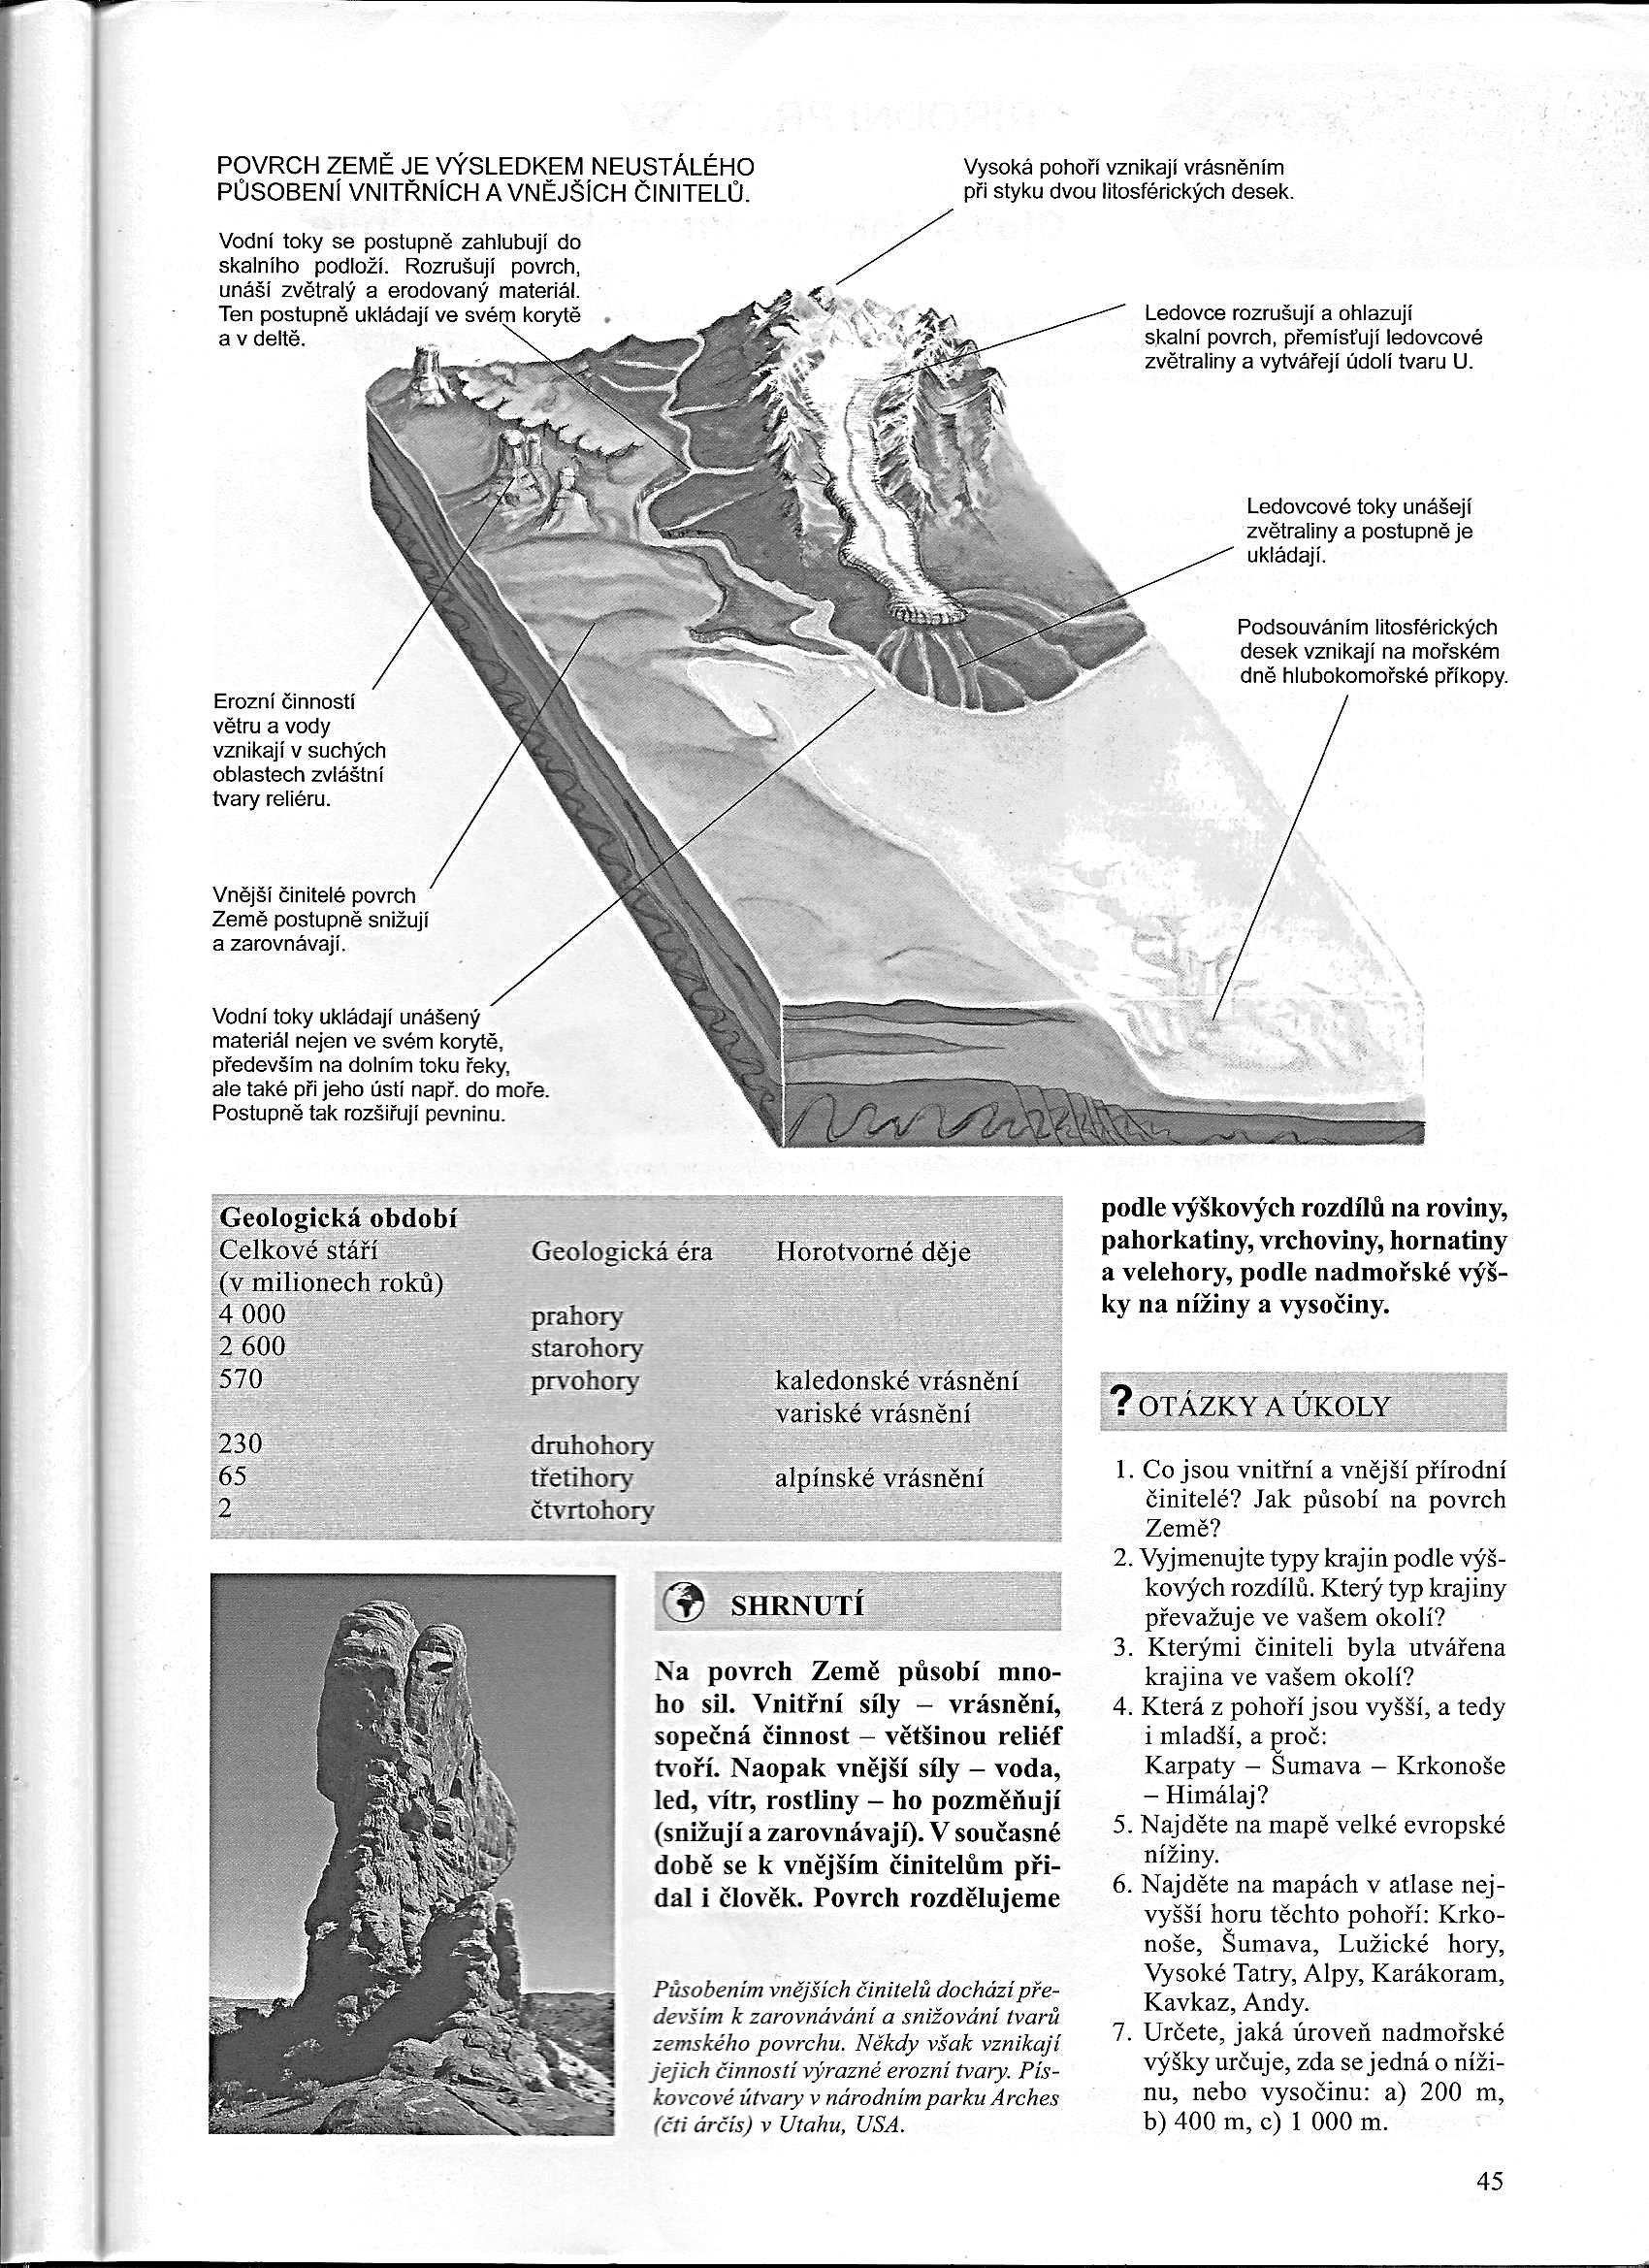 POVRCH ZEMĚ JE VÝSLEDKEM NEUSTÁLÉHO
PŮSOBENÍ VNITŘNÍCH A VNĚJŠÍCH ČINITELŮ.
Vodní toky se postupně zahlubují do
skalního podloží. Rozrušují povrch,
unáší zvětralý a erodovaný materiál.
Ten postupně ukládají ve svém korytě
a v deltě.
Vysoká pohoří vznikají vrásněním
při styku dvou litosférických desek.
Ledovce rozrušují a ohlazují
skalní povrch, přemísťují ledovcové
zvětraliny a vytvářejí údolí tvaru U.
Ledovcové toky unášejí
zvětraliny a postupně je
ukládají.
Podsouváním litosférických
desek vznikají na mořském
dně hlubokomořské příkopy.
Erozní činností
větru a vody
vznikají v suchých
oblastech zvláštní
tvary reliéru.
Vnější činitelé povrch
Země postupně snižují
a zarovnávají.
Vodní toky ukládají unášený
materiál nejen ve svém korytě,
především na dolním toku řeky,
ale také při jeho ústí např. do moře.
Postupně tak rozšiřují pevninu.
Geologická období
Celkové stáří Geologická éra Horotvorné děje
(v milionech roků)
4 000 prahory
2 600 starohory
570 prvohory kaledonské vrásnění
variské vrásnění
230 druhohory
65 třetihory alpínské vrásnění
2 čtvrtohory
SHRNUTÍ
Na povrch Země působí mno-
ho sil. Vnitřní síly – vrásnění,
sopečná činnost – většinou reliéf
tvoří. Naopak vnější síly – voda,
led, vítr, rostliny – ho pozměňují
(snižují a zarovnávají). V současné
době se k vnějším činitelům při-
dal i člověk. Povrch rozdělujeme
podle výškových rozdílů na roviny,
pahorkatiny, vrchoviny, hornatiny
a velehory, podle nadmořské výš-
ky na nížiny a vysočiny.
Působením vnějších činitelů dochází pře-
devším k zarovnávání a snižování tvarů
zemského povrchu. Někdy však vznikají
jejich činností výrazné erozní tvary. Pís-
kovcové útvary v národním parku Arches
(čti árčís) v Utahu, USA.
? OTÁZKY A ÚKOLY
1. Co jsou vnitřní a vnější přírodní
činitelé? Jak působí na povrch
Země?
2. Vyjmenujte typy krajin podle výš-
kových rozdílů. Který typ krajiny
převažuje ve vašem okolí?
3. Kterými činiteli byla utvářena
krajina ve vašem okolí?
4. Která z pohoří jsou vyšší, a tedy
i mladší, a proč:
Karpaty – Šumava – Krkonoše
– Himálaj?
5. Najděte na mapě velké evropské
nížiny.
6. Najděte na mapách v atlase nej-
vyšší horu těchto pohoří: Krko-
noše, Šumava, Lužické hory,
Vysoké Tatry, Alpy, Karákoram,
Kavkaz, Andy.
7. Určete, jaká úroveň nadmořské
výšky určuje, zda se jedná o níži-
nu, nebo vysočinu: a) 200 m,
b) 400 m, c) 1 000 m.
45